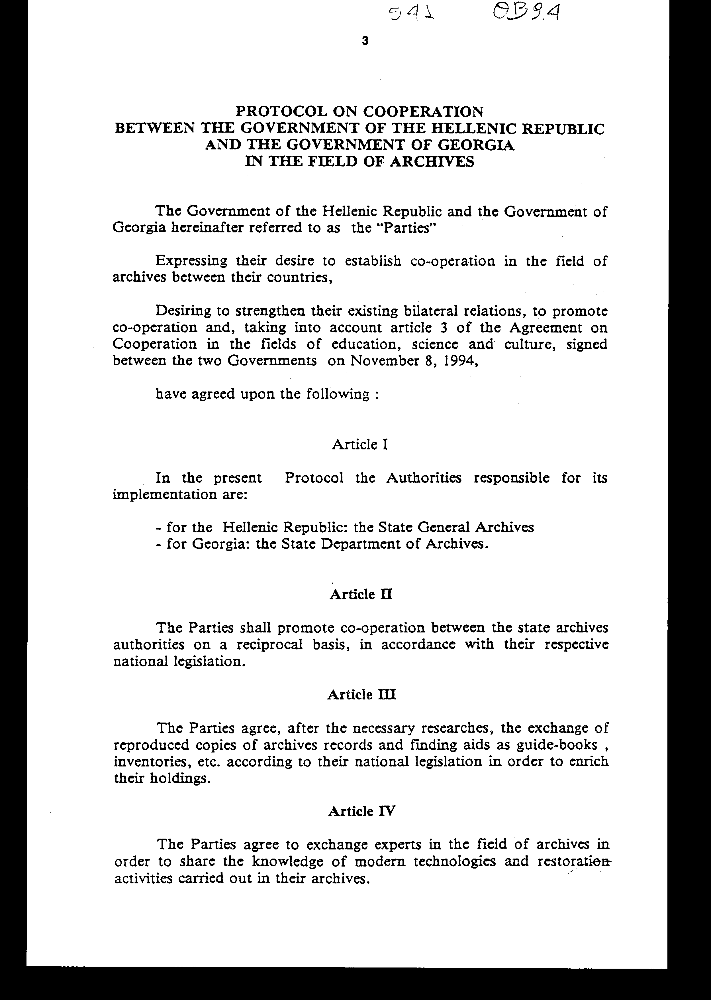 541 ΘB94
3
PROTOCOL ON COOPERATION
BETWEEN THE GOVERNMENT OF THE HELLENIC REPUBLIC
AND THE GOVERNMENT OF GEORGIA
IN THE FIELD OF ARCHIVES
The Government of the Hellenic Republic and the Government of
Georgia hereinafter referred to as the “Parties”
Expressing their desire to establish co-operation in the field of
archives between their countries,
Desiring to strengthen their existing bilateral relations, to promote
co-operation and, taking into account article 3 of the Agreement on
Cooperation in the fields of education, science and culture, signed
between the two Governments on November 8, 1994,
have agreed upon the following :
Article I
In the present Protocol the Authorities responsible for its
implementation are:
- for the Hellenic Republic: the State General Archives
- for Georgia: the State Department of Archives.
Article II
The Parties shall promote co-operation between the state archives
authorities on a reciprocal basis, in accordance with their respective
national legislation.
Article III
The Parties agree, after the necessary researches, the exchange of
reproduced copies of archives records and finding aids as guide-books ,
inventories, etc. according to their national legislation in order to enrich
their holdings.
Article IV
The Parties agree to exchange experts in the field of archives in
order to share the knowledge of modern technologies and restoration
activities carried out in their archives.